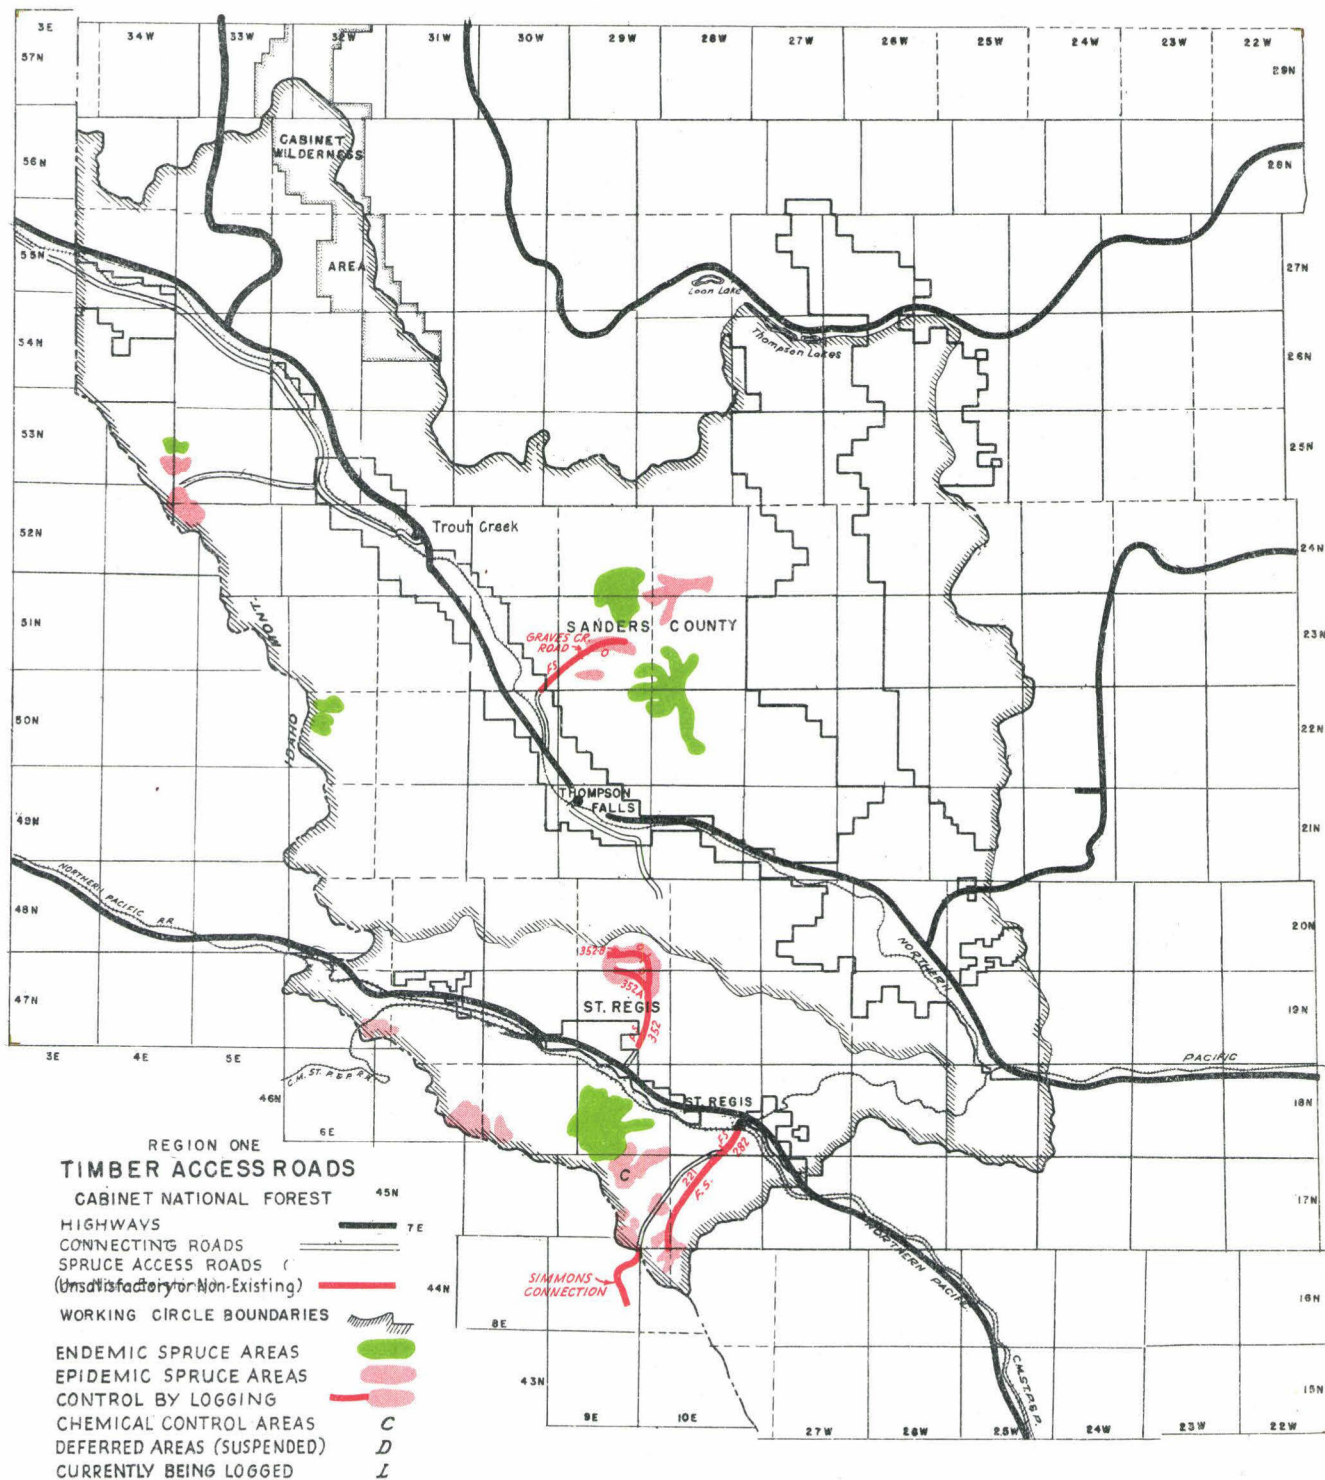 3E 34W 33W 32W 31W 30W 29W 28W 27W 26W 25W 24W 23W 22W
57N
29N
CABINET
WILDERNESS
AREA
56N
28N
55N
27N
Loon Lake
Thompson Lakes
54N
26N
53N
25N
52N
Trout Creek
24N
51N
MONT.
IDAHO
SANDERS COUNTY
GRAVES CR.
ROAD
FS
O
23N
50N
22N
THOMPSON
FALLS
49N
21N
NORTHERN PACIFIC RR
48N
20N
352-B
352A
352
ST. REGIS
NORTHERN
PACIFIC
47N
19N
3E 4E 5E
C.M. ST. P. & P. R.R.
46N
6E
18N
ST. REGIS
FS
282
221
F.S.
C
45N
7E
17N
NORTHERN PACIFIC
SIMMONS
CONNECTION
44N
16N
8E
43N
15N
C.M.ST.P.&P.
9E 10E 27W 26W 25W 24W 23W 22W
REGION ONE
TIMBER ACCESS ROADS
CABINET NATIONAL FOREST
HIGHWAYS
CONNECTING ROADS
SPRUCE ACCESS ROADS (
(Unsatisfactory or Non-Existing)
WORKING CIRCLE BOUNDARIES
ENDEMIC SPRUCE AREAS
EPIDEMIC SPRUCE AREAS
CONTROL BY LOGGING
CHEMICAL CONTROL AREAS C
DEFERRED AREAS (SUSPENDED) D
CURRENTLY BEING LOGGED L